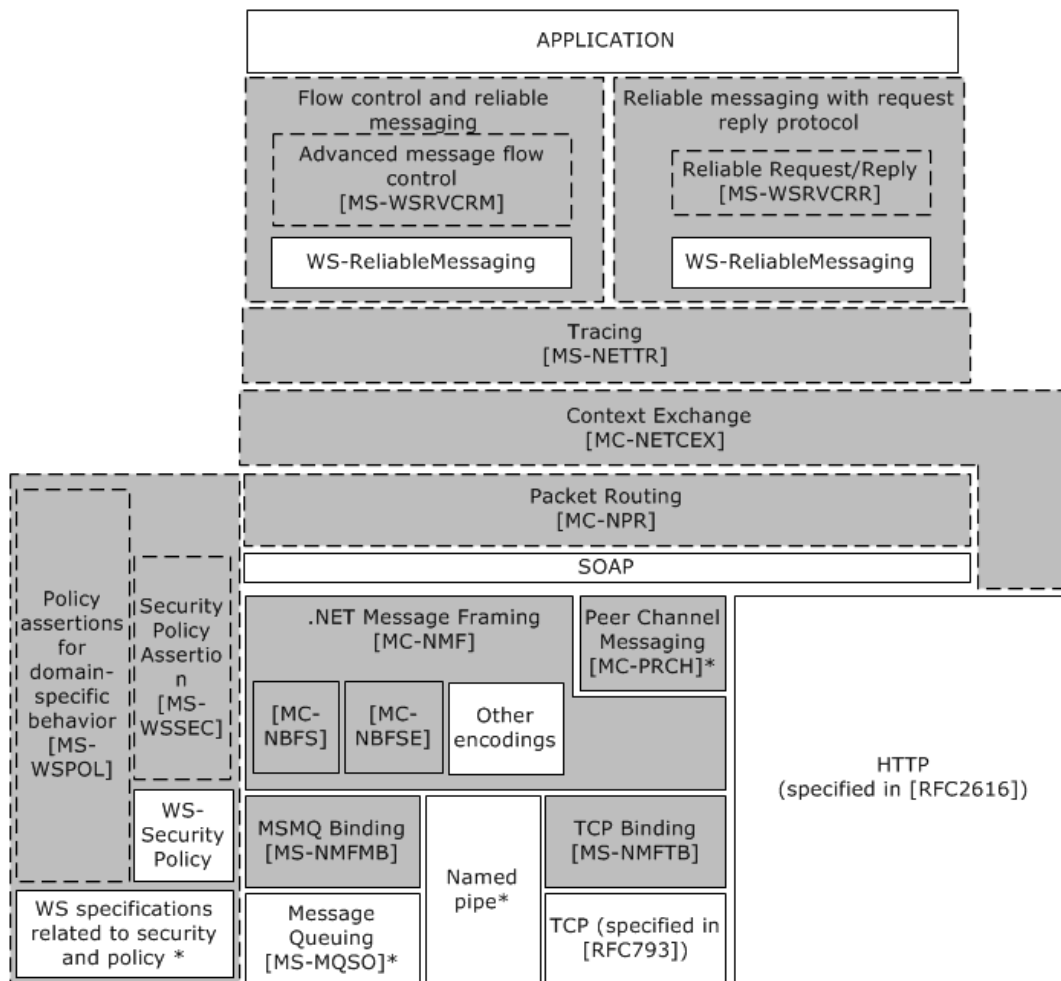 APPLICATION
Flow control and reliable
messaging
Advanced message flow
control
[MS-WSRVCRM]
WS-ReliableMessaging
Reliable messaging with request
reply protocol
Reliable Request/Reply
[MS-WSRVCRR]
WS-ReliableMessaging
Tracing
[MS-NETTR]
Context Exchange
[MC-NETCEX]
Packet Routing
[MC-NPR]
SOAP
Policy
assertions
for
domain-
specific
behavior
[MS-
WSPOL]
Security
Policy
Assertio
n
[MS-
WSSEC]
WS-
Security
Policy
WS specifications
related to security
and policy *
.NET Message Framing
[MC-NMF]
[MC-
NBFS]
[MC-
NBFSE]
Other
encodings
Peer Channel
Messaging
[MC-PRCH]*
HTTP
(specified in [RFC2616])
MSMQ Binding
[MS-NMFMB]
Named
pipe*
TCP Binding
[MS-NMFTB]
Message
Queuing
[MS-MQSO]*
TCP (specified in
[RFC793])